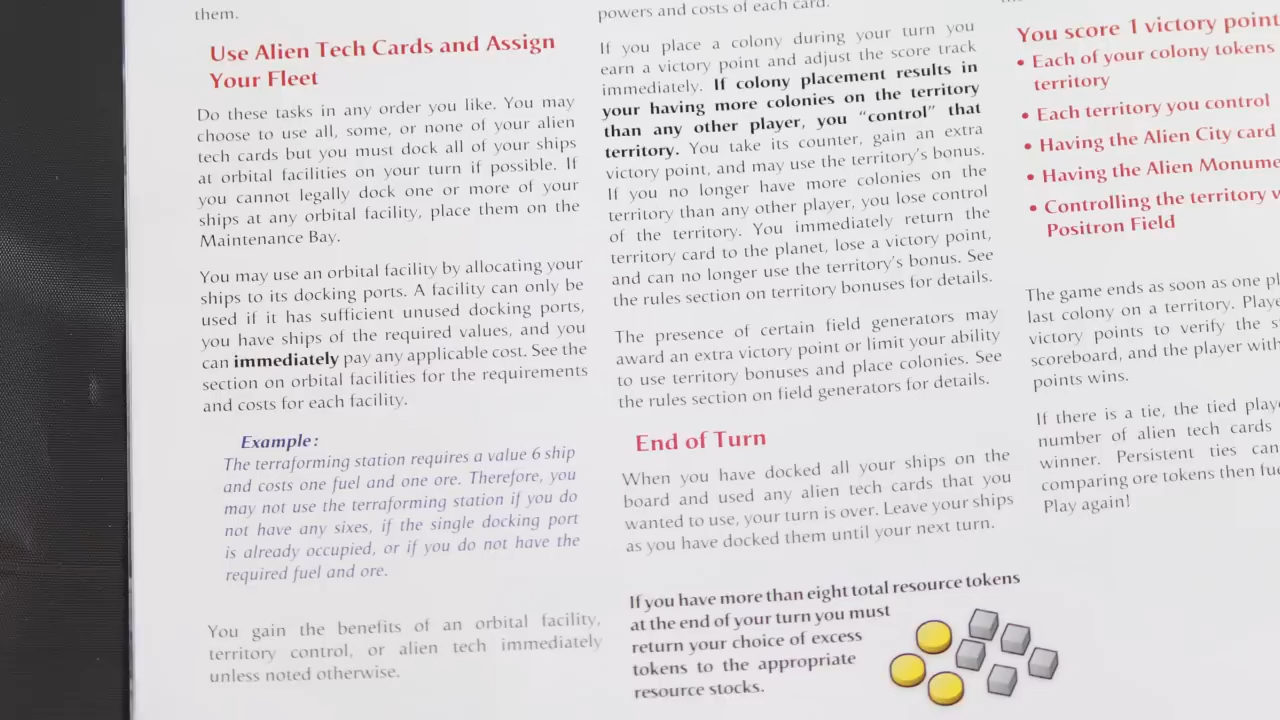 them.
Use Alien Tech Cards and Assign
Your Fleet
Do these tasks in any order you like. You may
choose to use all, some, or none of your alien
tech cards but you must dock all of your ships
at orbital facilities on your turn if possible. If
you cannot legally dock one or more of your
ships at any orbital facility, place them on the
Maintenance Bay.
You may use an orbital facility by allocating your
ships to its docking ports. A facility can only be
used if it has sufficient unused docking ports,
you have ships of the required values, and you
can immediately pay any applicable cost. See the
section on orbital facilities for the requirements
and costs for each facility.
Example:
The terraforming station requires a value 6 ship
and costs one fuel and one ore. Therefore, you
may not use the terraforming station if you do
not have any sixes, if the single docking port
is already occupied, or if you do not have the
required fuel and ore.
You gain the benefits of an orbital facility,
territory control, or alien tech immediately
unless noted otherwise.
powers and costs of each card.
If you place a colony during your turn you
earn a victory point and adjust the score track
immediately. If colony placement results in
your having more colonies on the territory
than any other player, you “control” that
territory. You take its counter, gain an extra
victory point, and may use the territory’s bonus.
If you no longer have more colonies on the
territory than any other player, you lose control
of the territory. You immediately return the
territory card to the planet, lose a victory point,
and can no longer use the territory’s bonus. See
the rules section on territory bonuses for details.
The presence of certain field generators may
award an extra victory point or limit your ability
to use territory bonuses and place colonies. See
the rules section on field generators for details.
End of Turn
When you have docked all your ships on the
board and used any alien tech cards that you
wanted to use, your turn is over. Leave your ships
as you have docked them until your next turn.
If you have more than eight total resource tokens
at the end of your turn you must
return your choice of excess
tokens to the appropriate
resource stocks.
You score 1 victory point
• Each of your colony tokens
territory
• Each territory you control
• Having the Alien City card
• Having the Alien
• Controlling the territory
Positron Field
The game ends as soon as one
last colony on a territory.
victory points to verify the
scoreboard, and the player with
points wins.
If there is a tie, the tied
number of alien tech cards
winner. Persistent ties
comparing ore tokens then
Play again!